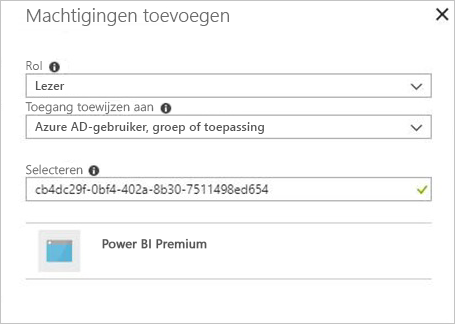 Machtigingen toevoegen
Rol
Lezer
Toegang toewijzen aan
Azure AD-gebruiker, groep of toepassing
Selecteren
cb4dc29f-0bf4-402a-8b30-7511498ed654
Power BI Premium